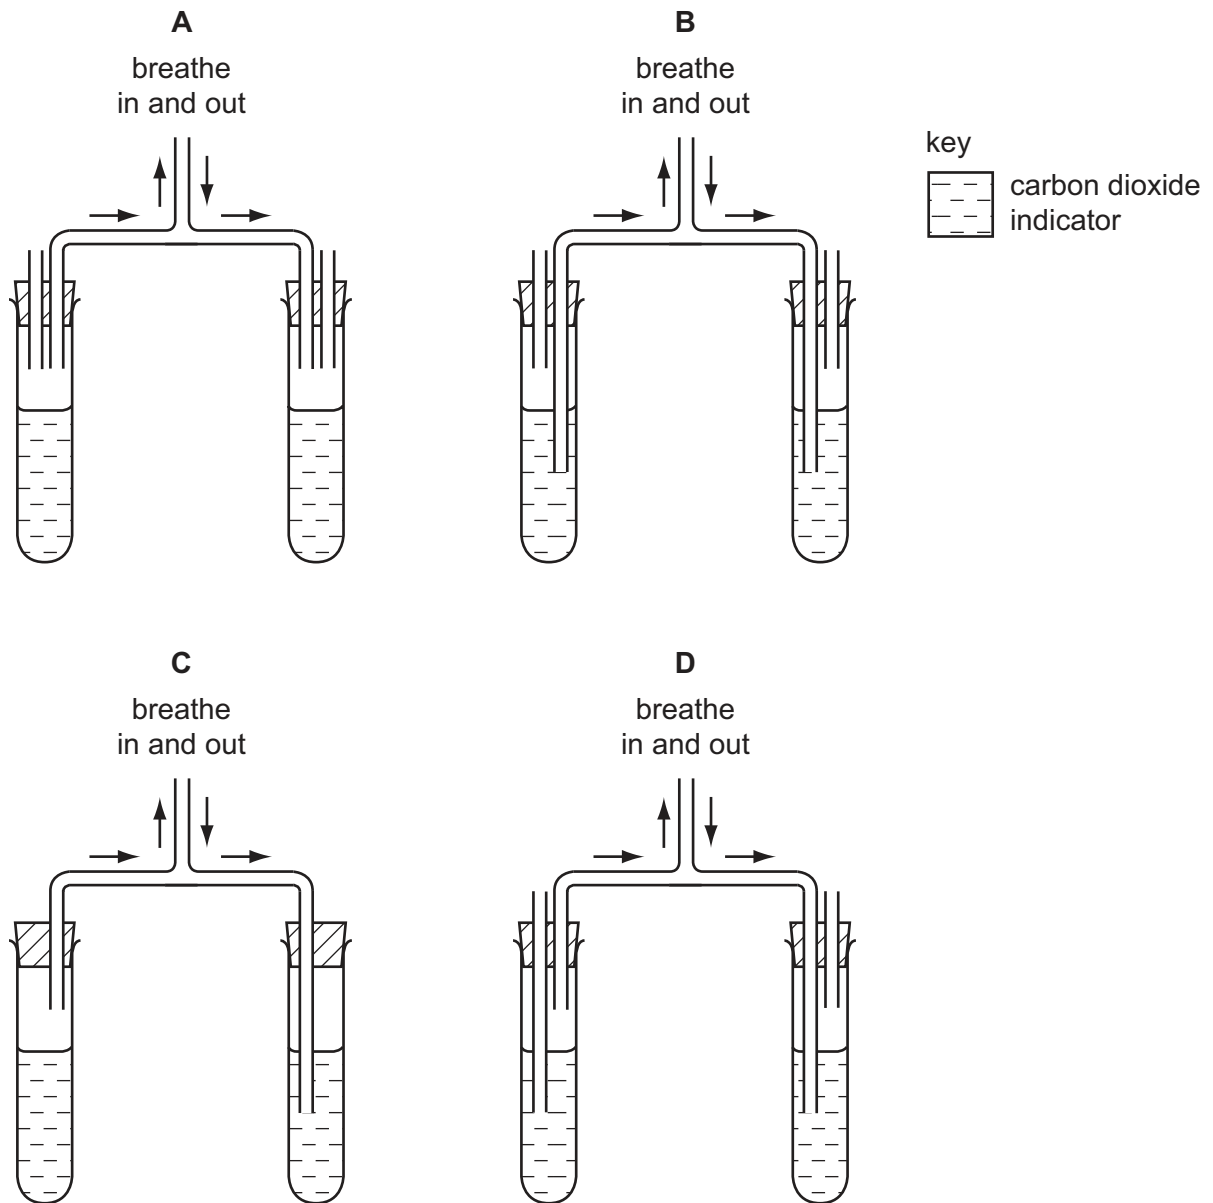 A
breathe
in and out
B
breathe
in and out
key
carbon dioxide
indicator
C
breathe
in and out
D
breathe
in and out